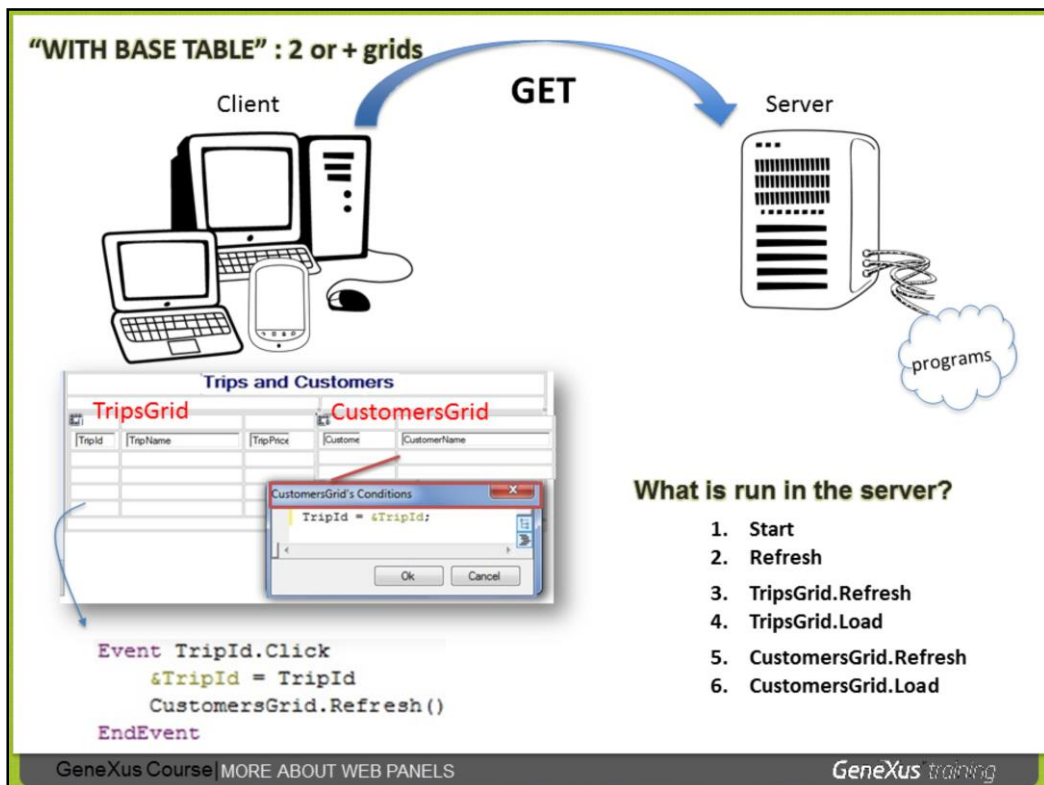 “WITH BASE TABLE” : 2 or + grids
GET
Client
Server
programs
Trips and Customers
TripsGrid
CustomersGrid
TripId
TripName
TripPrice
Custome
CustomerName
CustomersGrid's Conditions
TripId = &TripId;
Ok
Cancel
Event TripId.Click
&TripId = TripId
CustomersGrid.Refresh()
EndEvent
What is run in the server?
1. Start
2. Refresh
3. TripsGrid.Refresh
4. TripsGrid.Load
5. CustomersGrid.Refresh
6. CustomersGrid.Load
GeneXus Course| MORE ABOUT WEB PANELS
GeneXus training